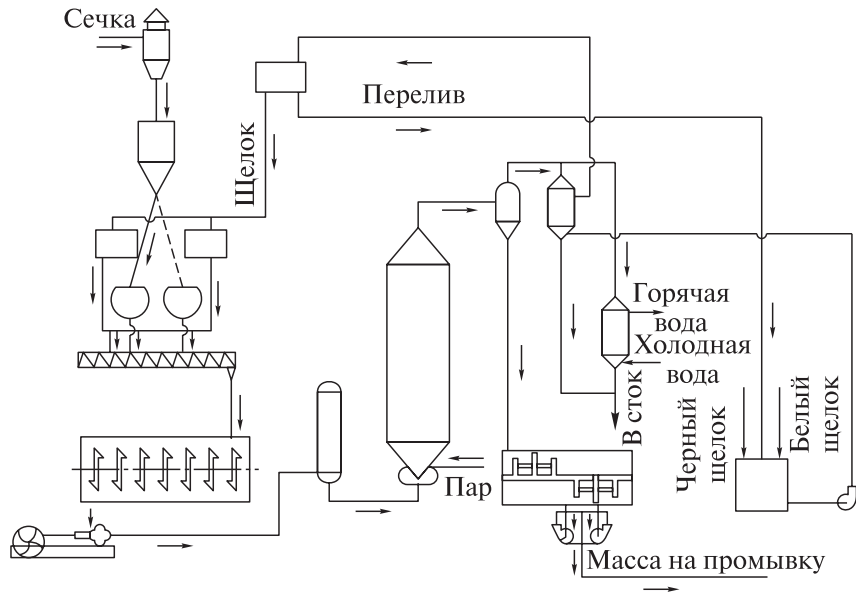 Сечка
Перелив
Щелок
Горячая
вода
Холодная
вода
В сток
Черный
щелок
Белый
щелок
Пар
Масса на промывку